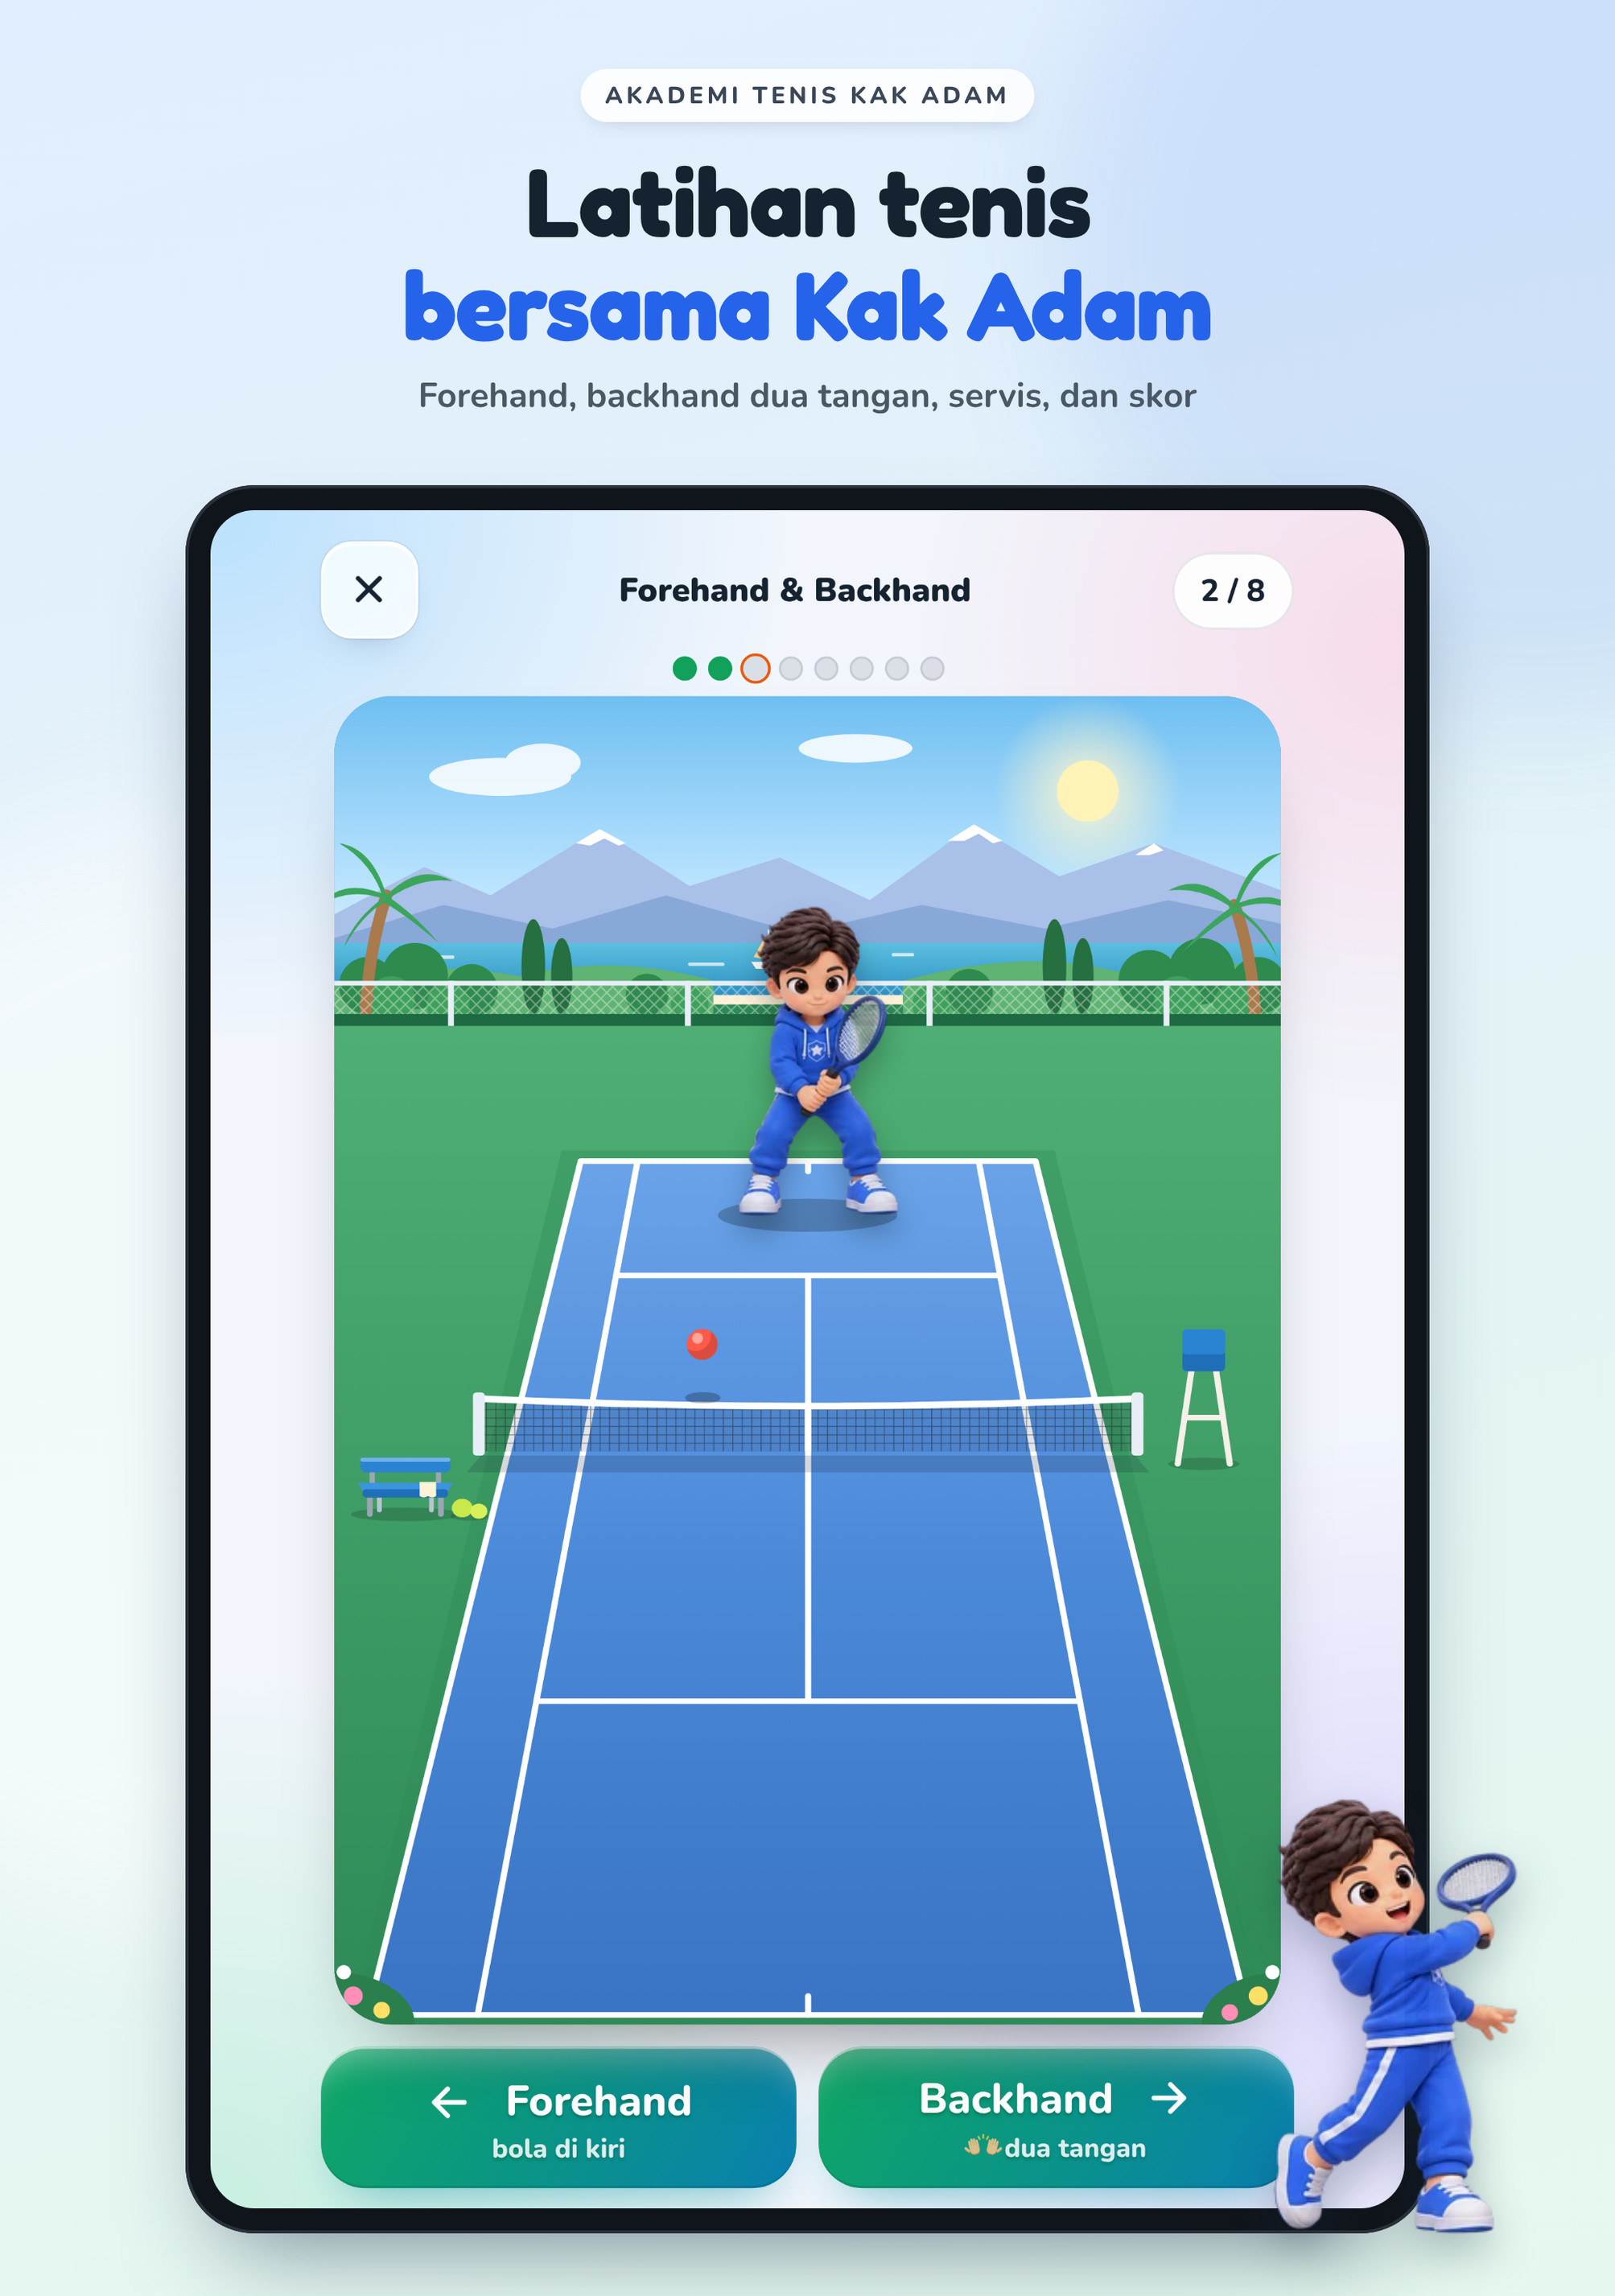 AKADEMI TENIS KAK ADAM
Latihan tenis
bersama Kak Adam
Forehand, backhand dua tangan, servis, dan skor
Forehand & Backhand
2 / 8
← Forehand
bola di kiri
Backhand →
🙌🏼dua tangan